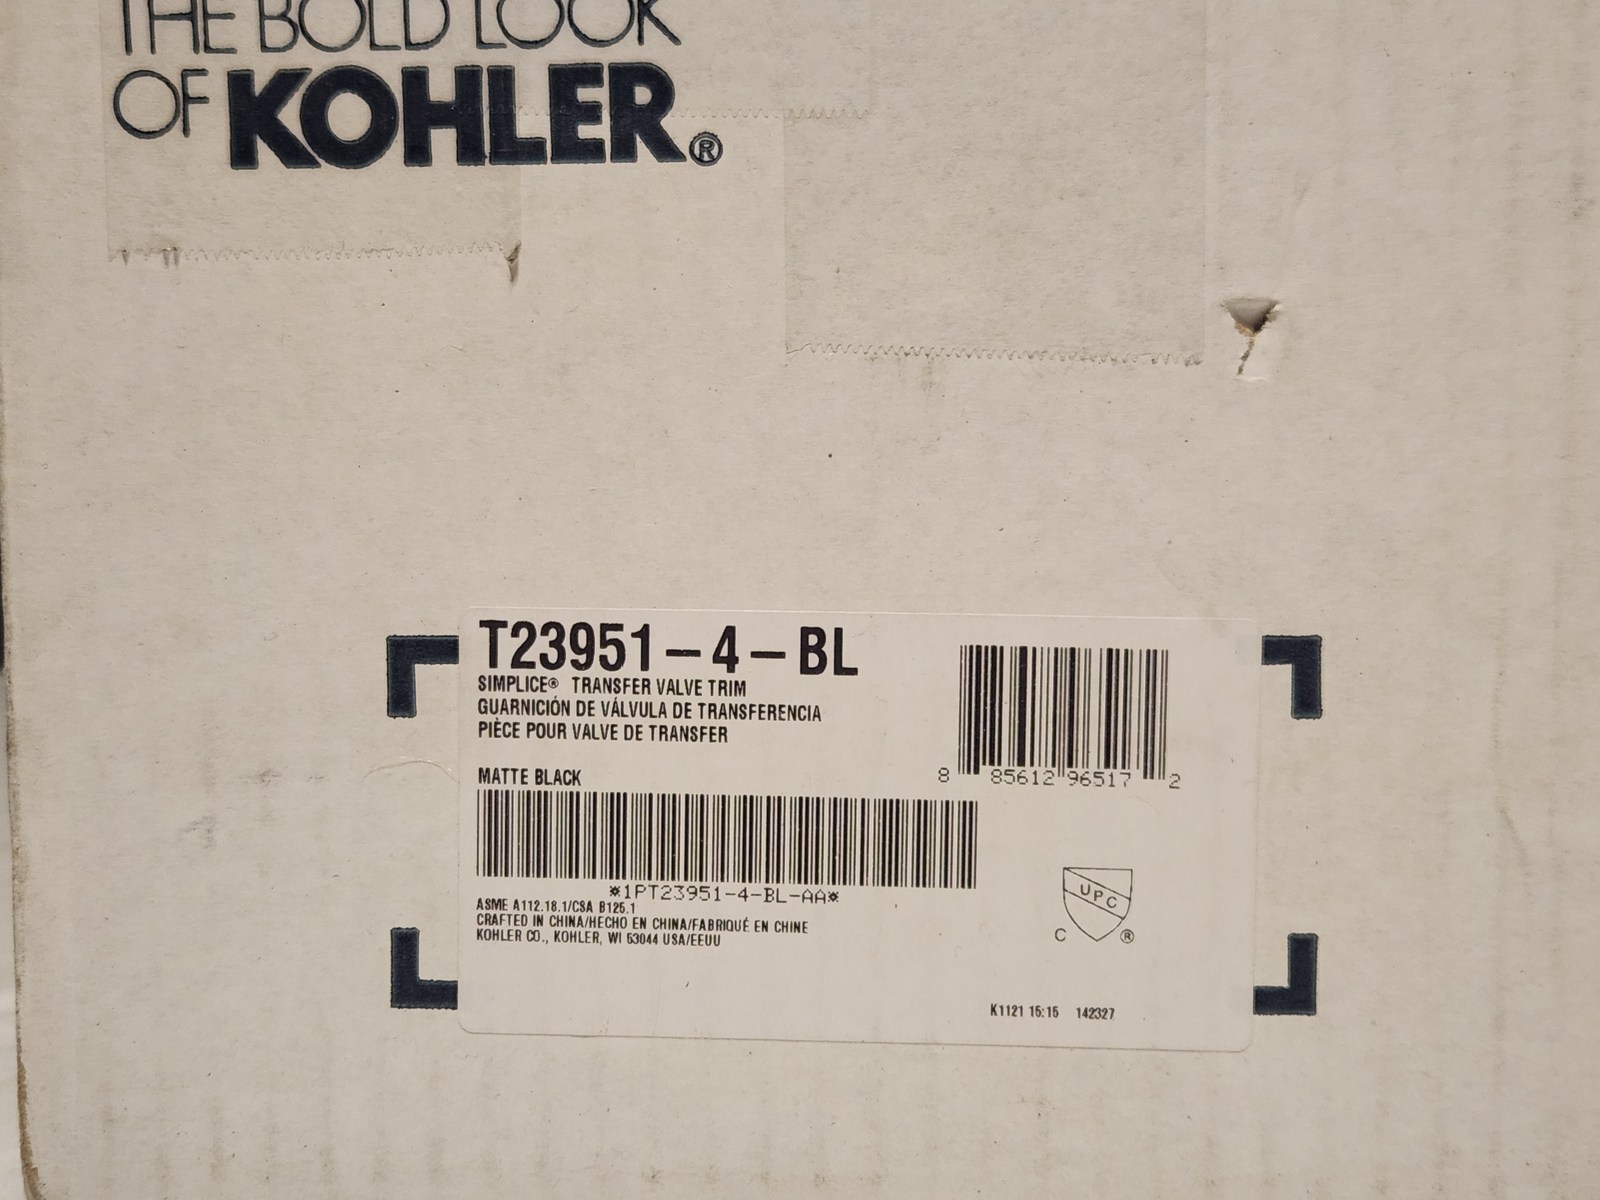 THE BOLD LOOK
OF KOHLER®
T23951-4-BL
SIMPLICE® TRANSFER VALVE TRIM
GUARNICIÓN DE VÁLVULA DE TRANSFERENCIA
PIÈCE POUR VALVE DE TRANSFER
MATTE BLACK
8 85612 96517 2
*1PT23951-4-BL-AA*
ASME A112.18.1/CSA B125.1
CRAFTED IN CHINA/HECHO EN CHINA/FABRIQUÉ EN CHINE
KOHLER CO., KOHLER, WI 53044 USA/EEUU
UPC
C ®
K1121 15:15 142327